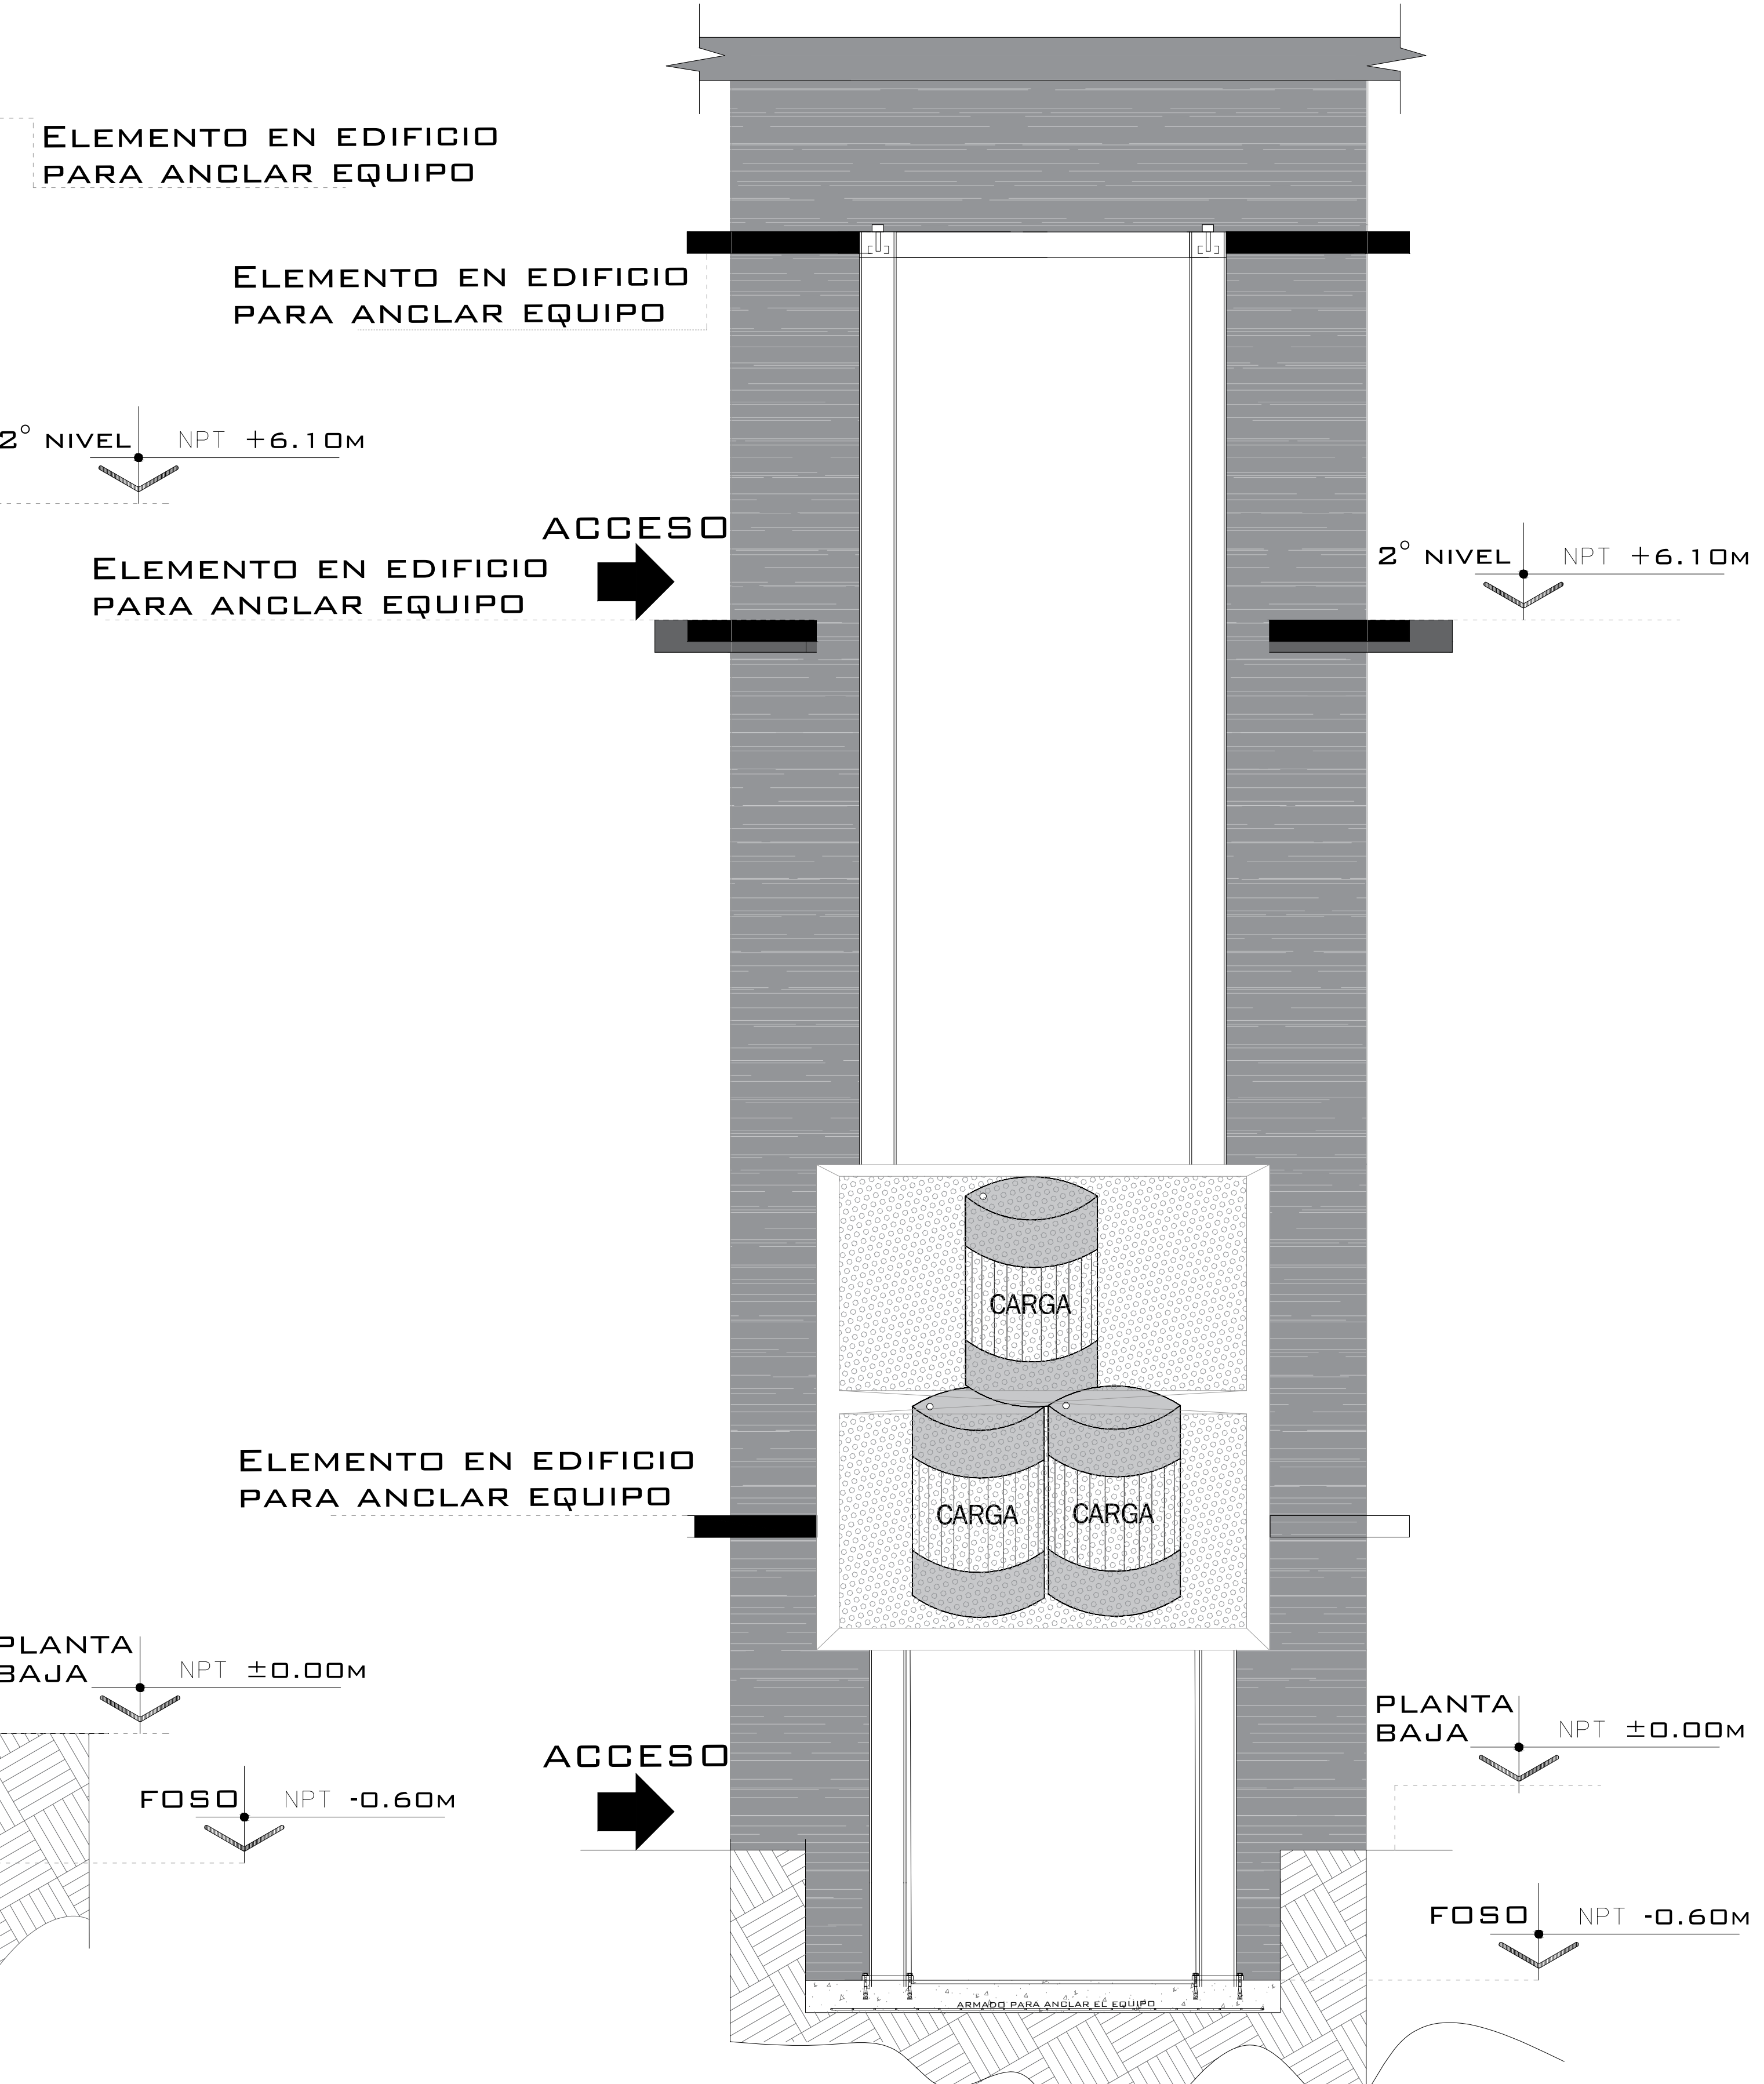 Elemento en edificio
para anclar equipo
Elemento en edificio
para anclar equipo
2° nivel NPT +6.10m
ACCESO
Elemento en edificio
para anclar equipo
2° nivel NPT +6.10m
CARGA
CARGA CARGA
Elemento en edificio
para anclar equipo
PLANTA
BAJA NPT ±0.00m
ACCESO
PLANTA
BAJA NPT ±0.00m
FOSO NPT -0.60m
FOSO NPT -0.60m
ARMADO PARA ANCLAR EL EQUIPO